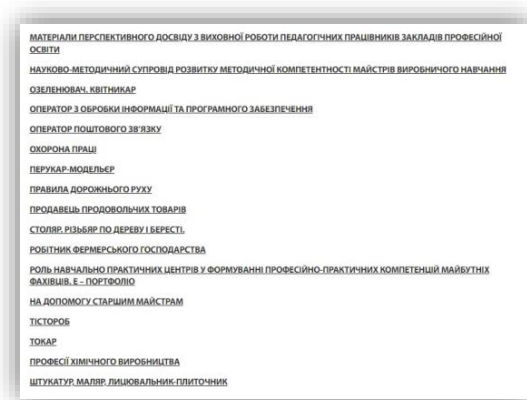 МАТЕРІАЛИ ПЕРСПЕКТИВНОГО ДОСВІДУ З ВИХОВНОЇ РОБОТИ ПЕДАГОГІЧНИХ ПРАЦІВНИКІВ ЗАКЛАДІВ ПРОФЕСІЙНОЇ
ОСВІТИ
НАУКОВО-МЕТОДИЧНИЙ СУПРОВІД РОЗВИТКУ МЕТОДИЧНОЇ КОМПЕТЕНТНОСТІ МАЙСТРІВ ВИРОБНИЧОГО НАВЧАННЯ
ОЗЕЛЕНЮВАЧ. КВІТНИКАР
ОПЕРАТОР З ОБРОБКИ ІНФОРМАЦІЇ ТА ПРОГРАМНОГО ЗАБЕЗПЕЧЕННЯ
ОПЕРАТОР ПОШТОВОГО ЗВ'ЯЗКУ
ОХОРОНА ПРАЦІ
ПЕРУКАР-МОДЕЛЬЄР
ПРАВИЛА ДОРОЖНЬОГО РУХУ
ПРОДАВЕЦЬ ПРОДОВОЛЬЧИХ ТОВАРІВ
СТОЛЯР. РІЗЬБЯР ПО ДЕРЕВУ І БЕРЕСТІ.
РОБІТНИК ФЕРМЕРСЬКОГО ГОСПОДАРСТВА
РОЛЬ НАВЧАЛЬНО ПРАКТИЧНИХ ЦЕНТРІВ У ФОРМУВАННІ ПРОФЕСІЙНО-ПРАКТИЧНИХ КОМПЕТЕНЦІЙ МАЙБУТНІХ
ФАХІВЦІВ. Е – ПОРТФОЛІО
НА ДОПОМОГУ СТАРШИМ МАЙСТРАМ
ТІСТОРОБ
ТОКАР
ПРОФЕСІЇ ХІМІЧНОГО ВИРОБНИЦТВА
ШТУКАТУР, МАЛЯР, ЛИЦЮВАЛЬНИК-ПЛИТОЧНИК